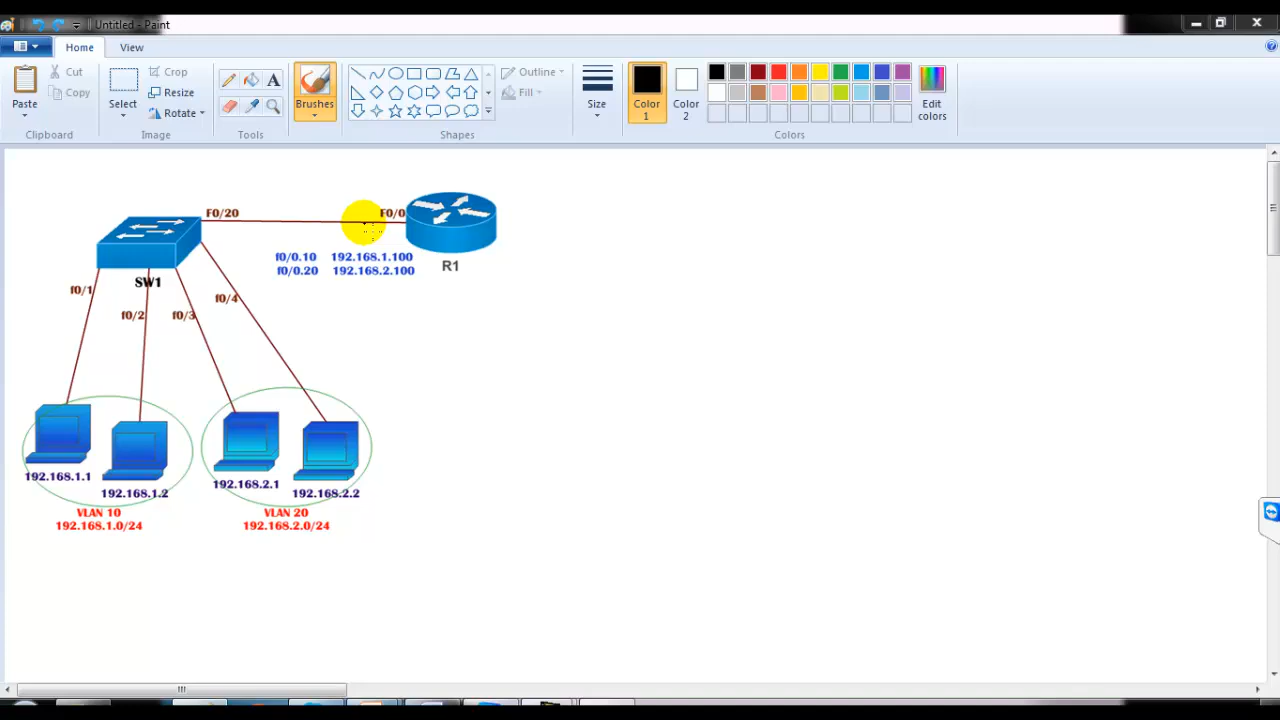 Untitled - Paint
Home
View
Paste
Cut
Copy
Clipboard
Select
Crop
Resize
Rotate
Image
Tools
Brushes
Outline
Fill
Shapes
Size
Color 1
Color 2
Edit colors
Colors
F0/20
F0/0
f0/0.10 192.168.1.100
f0/0.20 192.168.2.100
R1
SW1
f0/1
f0/2
f0/3
f0/4
192.168.1.1
192.168.1.2
192.168.2.1
192.168.2.2
VLAN 10
192.168.1.0/24
VLAN 20
192.168.2.0/24